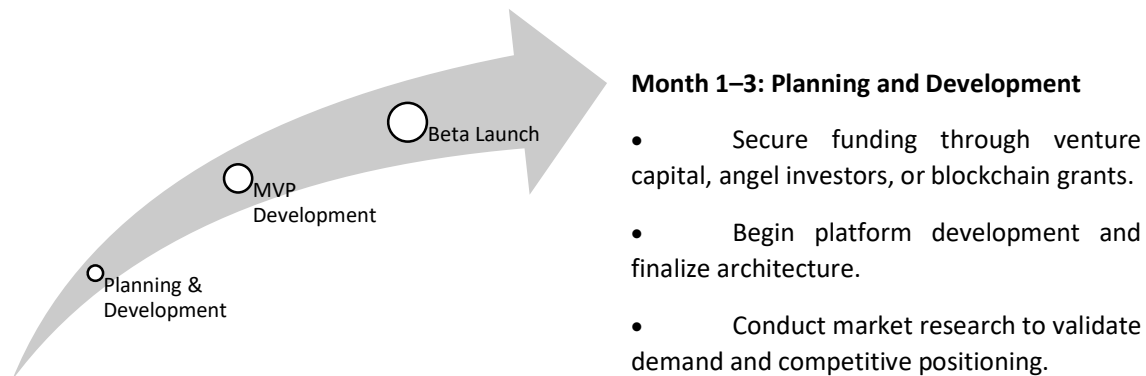 Beta Launch
MVP
Development
Planning &
Development
Month 1–3: Planning and Development
• Secure funding through venture
capital, angel investors, or blockchain grants.
• Begin platform development and
finalize architecture.
• Conduct market research to validate
demand and competitive positioning.